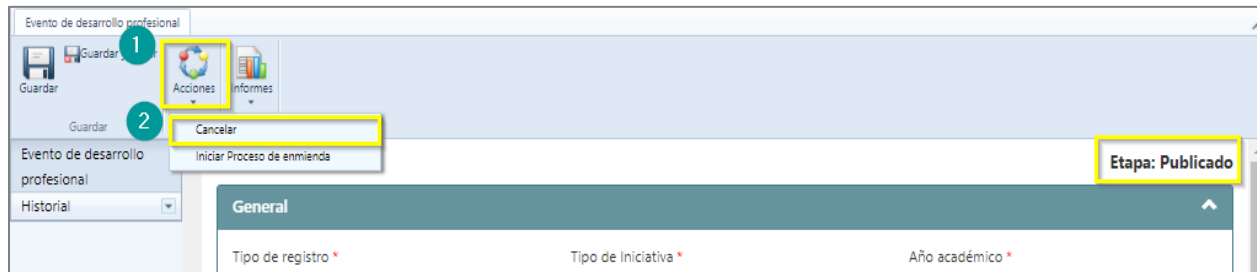 Evento de desarrollo profesional
1
Guardar
Guardar
Acciones
Informes
Guardar
2
Cancelar
Iniciar Proceso de enmienda
Evento de desarrollo
profesional
Historial
Etapa: Publicado
General
Tipo de registro *
Tipo de Iniciativa *
Año académico *